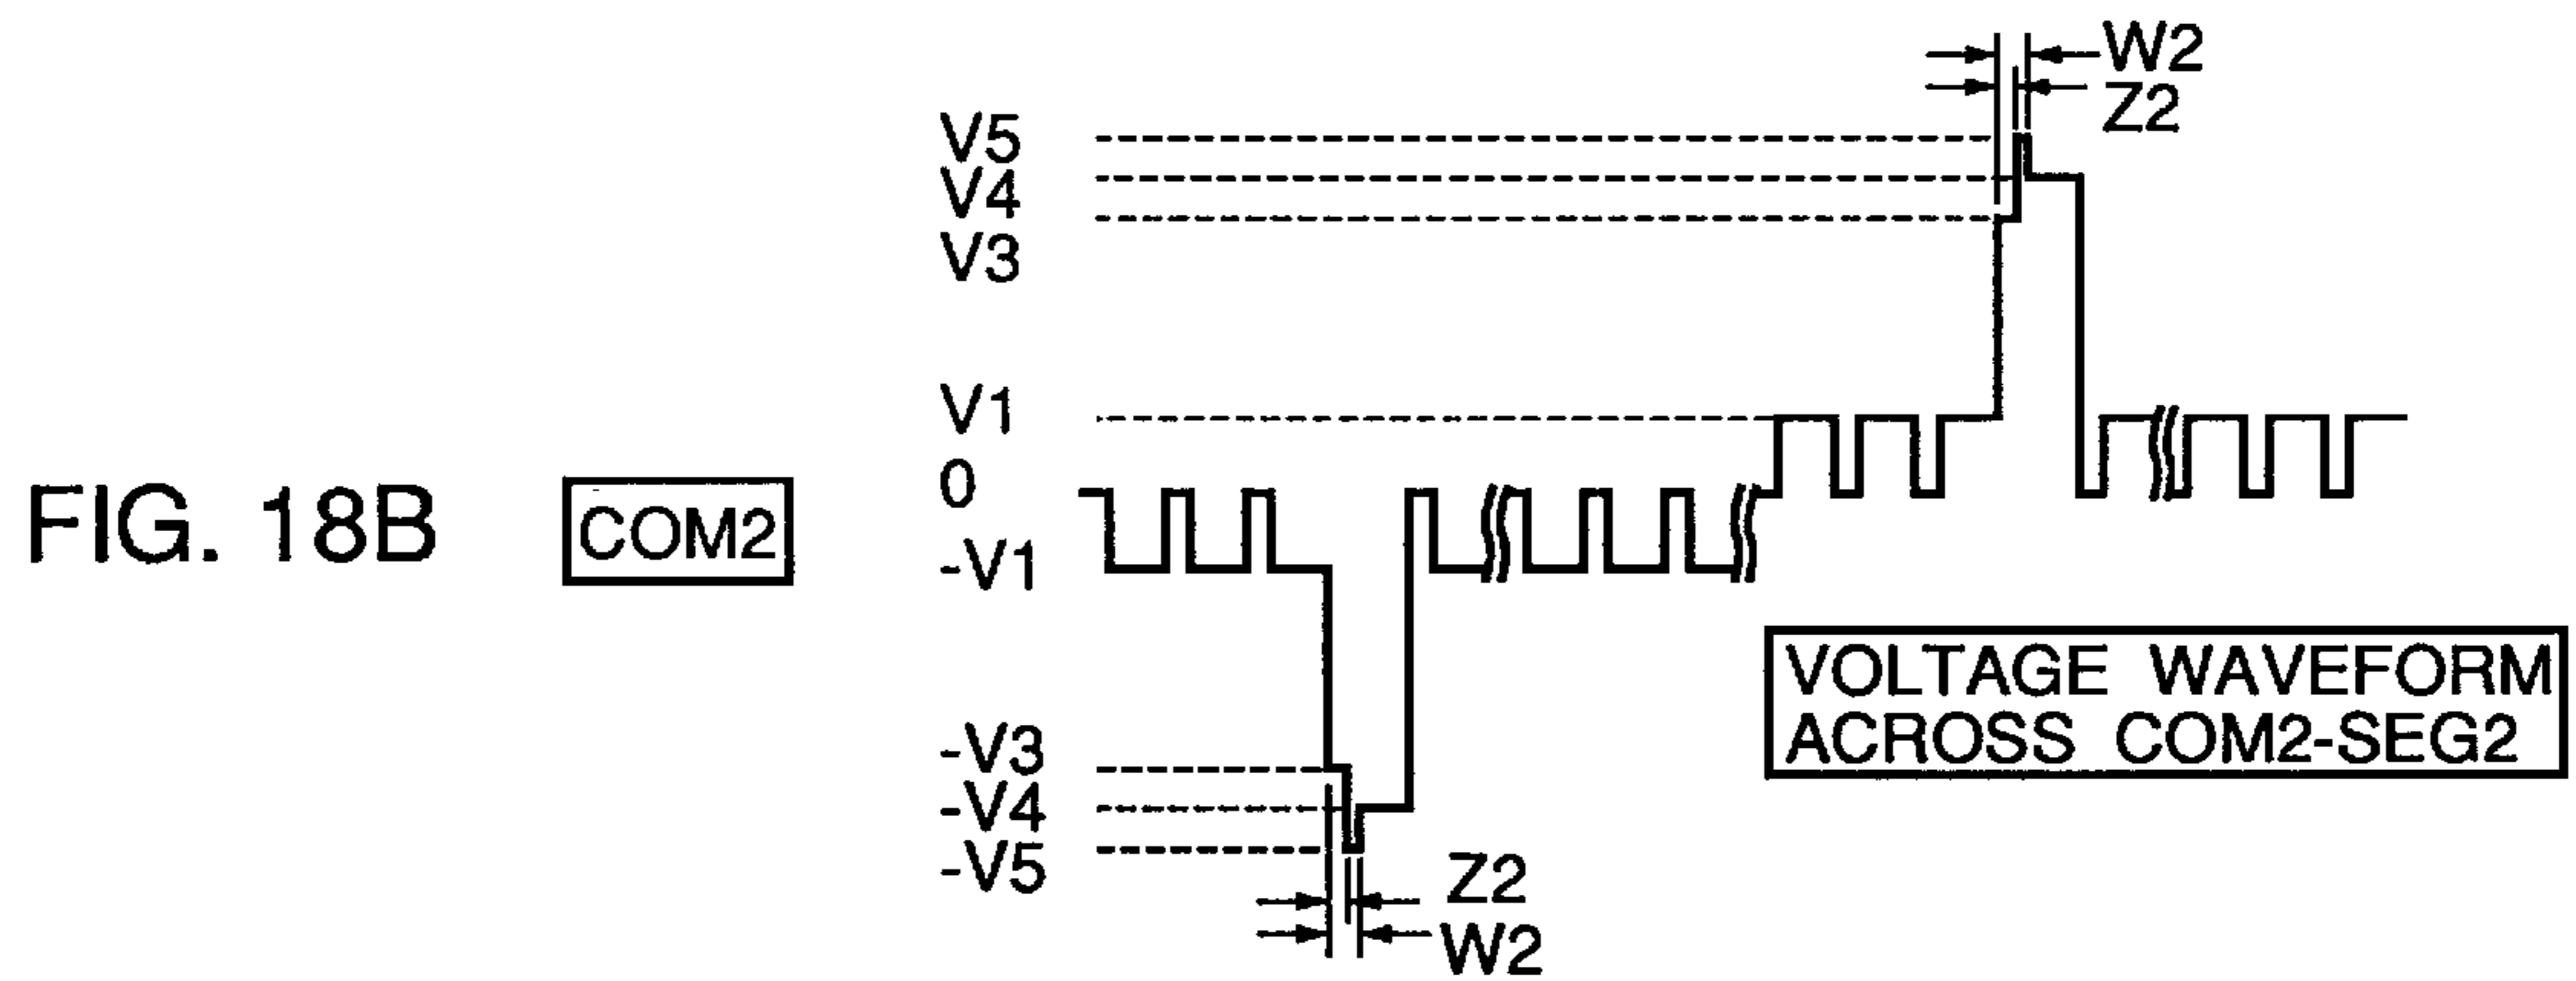 W2
Z2
V5
V4
V3
V1
0
-V1
FIG. 18B
COM2
VOLTAGE WAVEFORM
ACROSS COM2-SEG2
-V3
-V4
-V5
Z2
W2